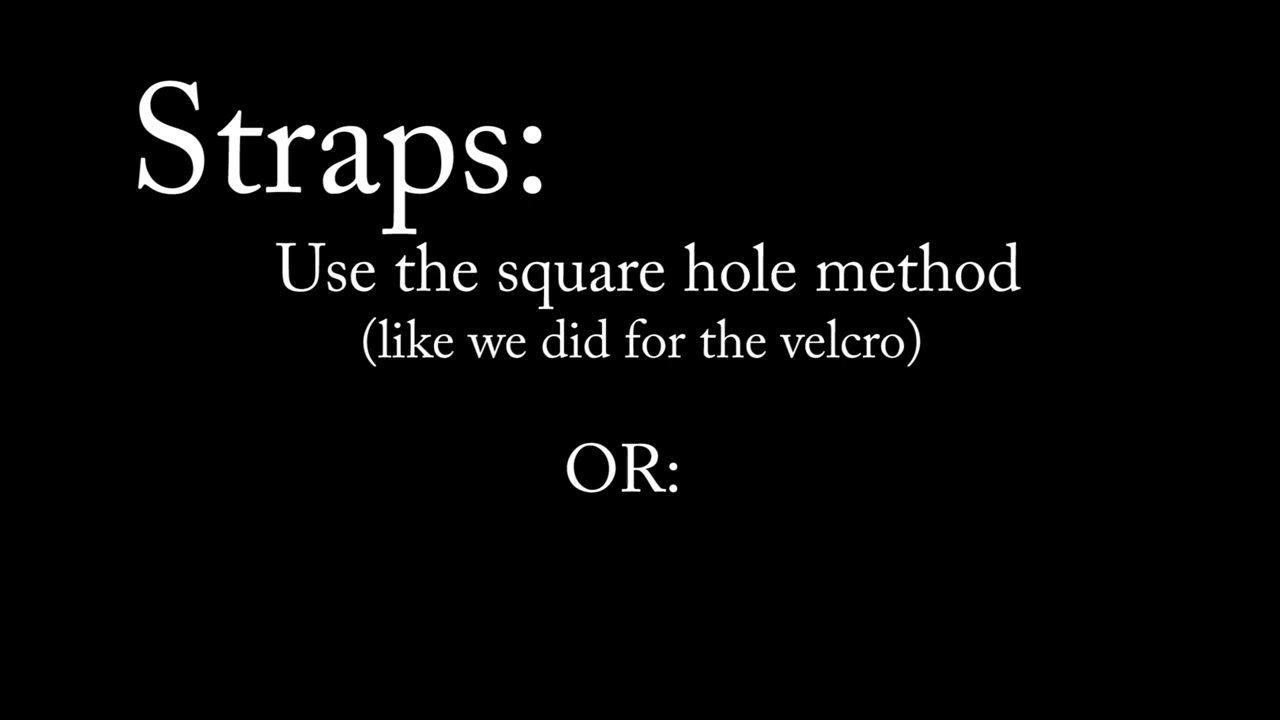 Straps:
Use the square hole method
(like we did for the velcro)
OR: